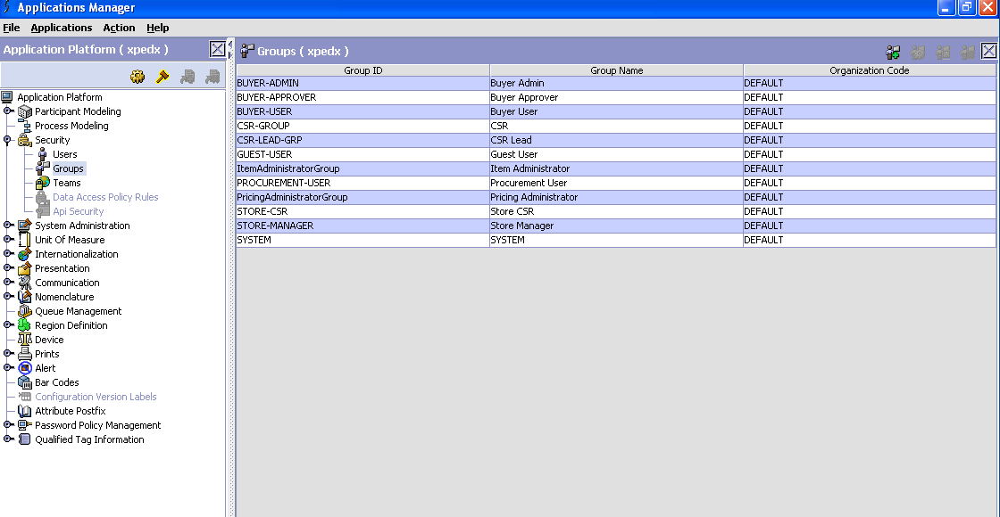 Applications Manager
File Applications Action Help
Application Platform ( xpedx )
Application Platform
Participant Modeling
Process Modeling
Security
Users
Groups
Teams
Data Access Policy Rules
Api Security
System Administration
Unit Of Measure
Internationalization
Presentation
Communication
Nomenclature
Queue Management
Region Definition
Device
Prints
Alert
Bar Codes
Configuration Version Labels
Attribute Postfix
Password Policy Management
Qualified Tag Information
Groups ( xpedx )
Group ID Group Name Organization Code
BUYER-ADMIN Buyer Admin DEFAULT
BUYER-APPROVER Buyer Approver DEFAULT
BUYER-USER Buyer User DEFAULT
CSR-GROUP CSR DEFAULT
CSR-LEAD-GRP CSR Lead DEFAULT
GUEST-USER Guest User DEFAULT
ItemAdministratorGroup Item Administrator DEFAULT
PROCUREMENT-USER Procurement User DEFAULT
PricingAdministratorGroup Pricing Administrator DEFAULT
STORE-CSR Store CSR DEFAULT
STORE-MANAGER Store Manager DEFAULT
SYSTEM SYSTEM DEFAULT